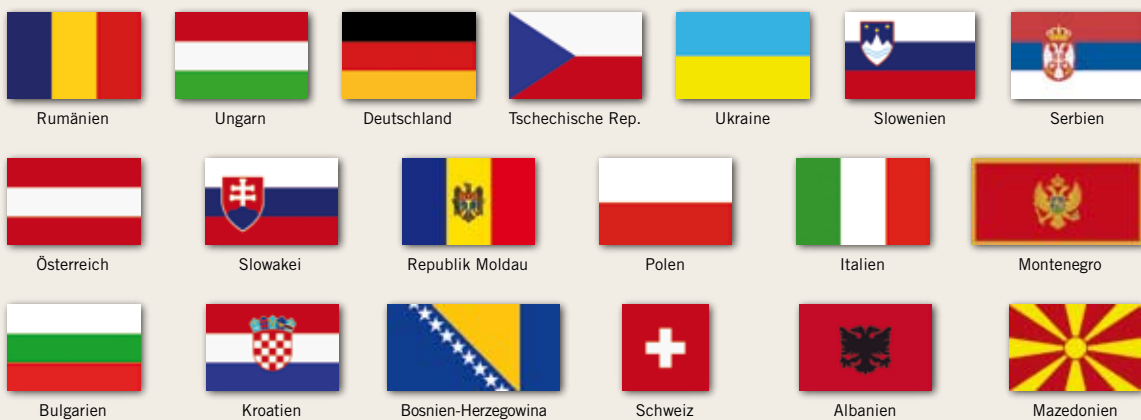 Rumänien Ungarn Deutschland Tschechische Rep. Ukraine Slowenien Serbien
Österreich Slowakei Republik Moldau Polen Italien Montenegro
Bulgarien Kroatien Bosnien-Herzegowina Schweiz Albanien Mazedonien